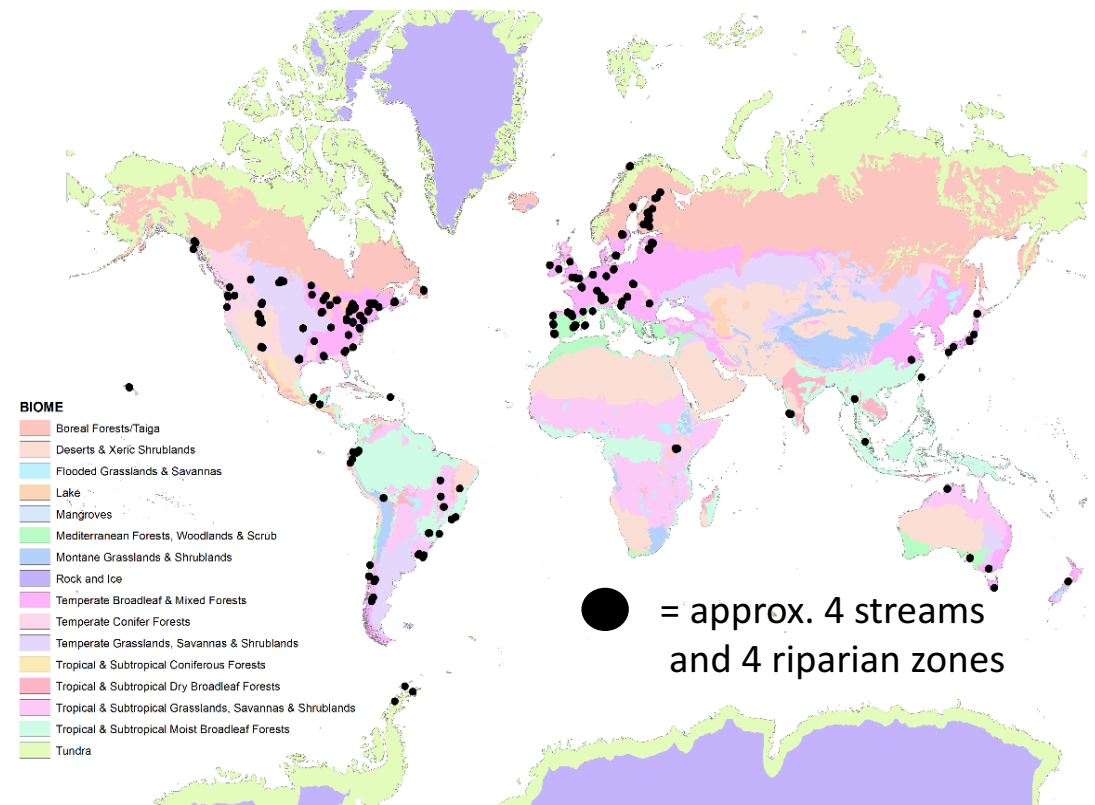 BIOME
Boreal Forests/Taiga
Deserts & Xeric Shrublands
Flooded Grasslands & Savannas
Lake
Mangroves
Mediterranean Forests, Woodlands & Scrub
Montane Grasslands & Shrublands
Rock and Ice
Temperate Broadleaf & Mixed Forests
Temperate Conifer Forests
Temperate Grasslands, Savannas & Shrublands
Tropical & Subtropical Coniferous Forests
Tropical & Subtropical Dry Broadleaf Forests
Tropical & Subtropical Grasslands, Savannas & Shrublands
Tropical & Subtropical Moist Broadleaf Forests
Tundra
= approx. 4 streams
and 4 riparian zones